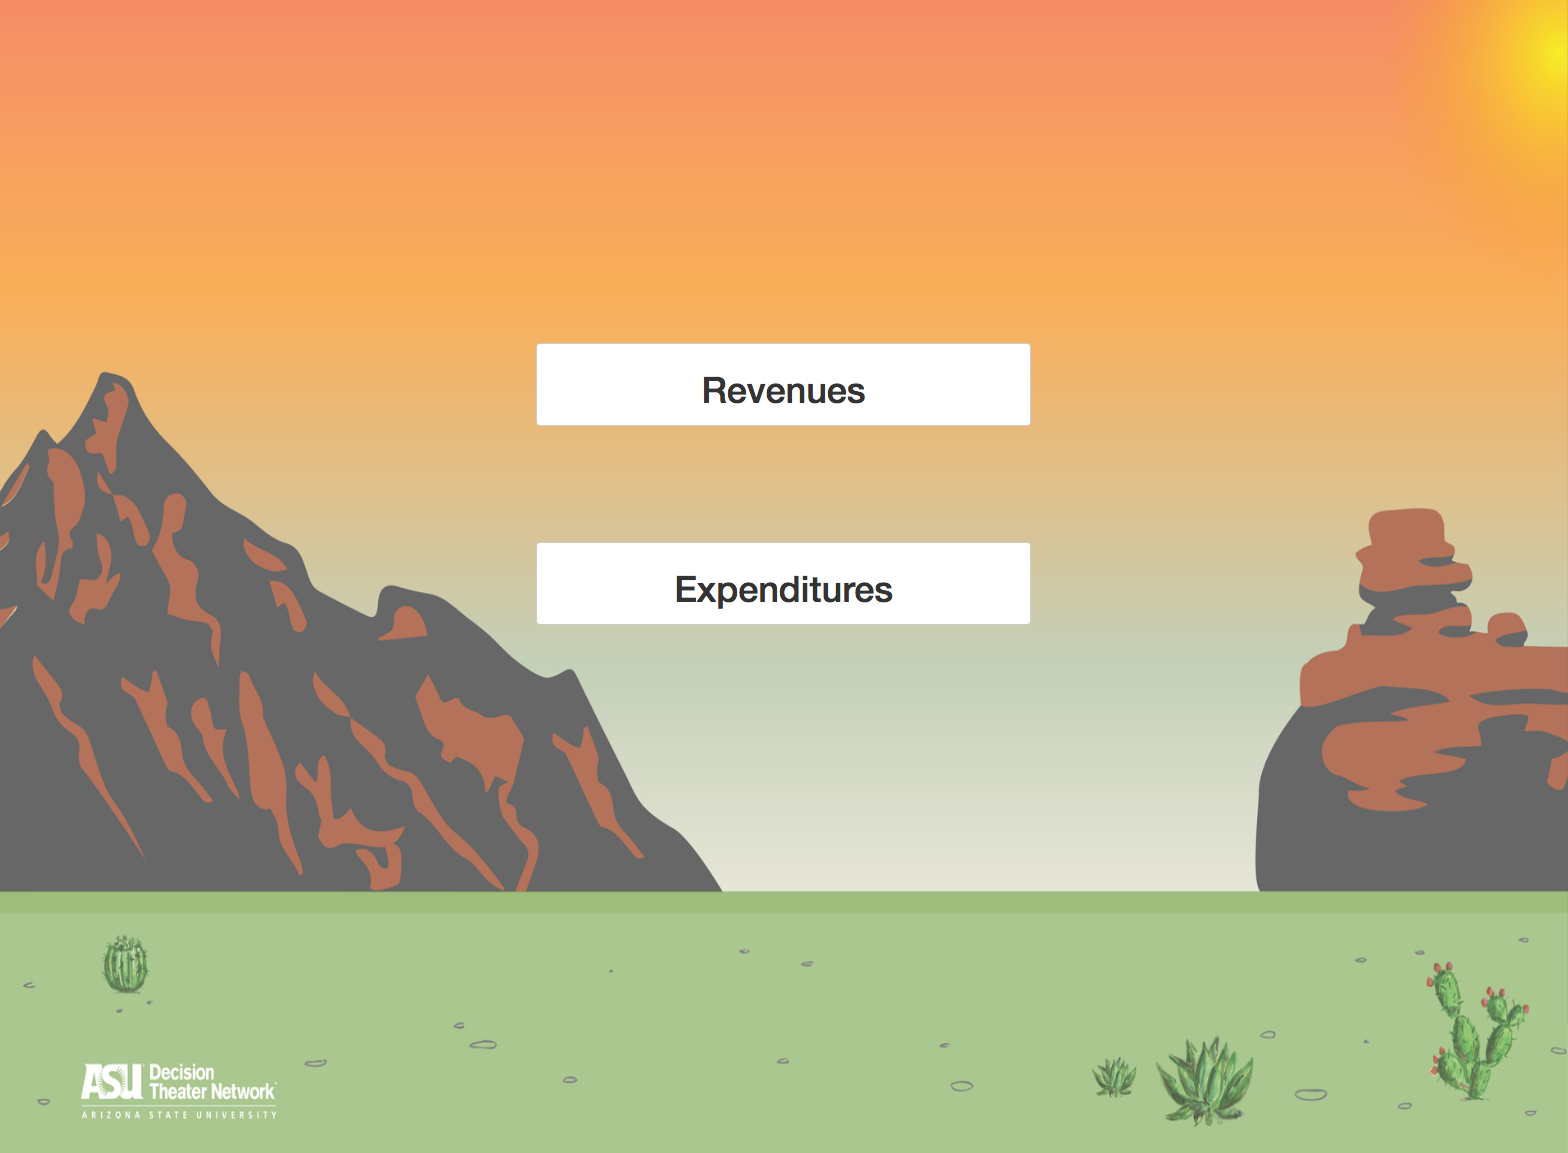 Revenues
Expenditures
ASU Decision
Theater Network
ARIZONA STATE UNIVERSITY